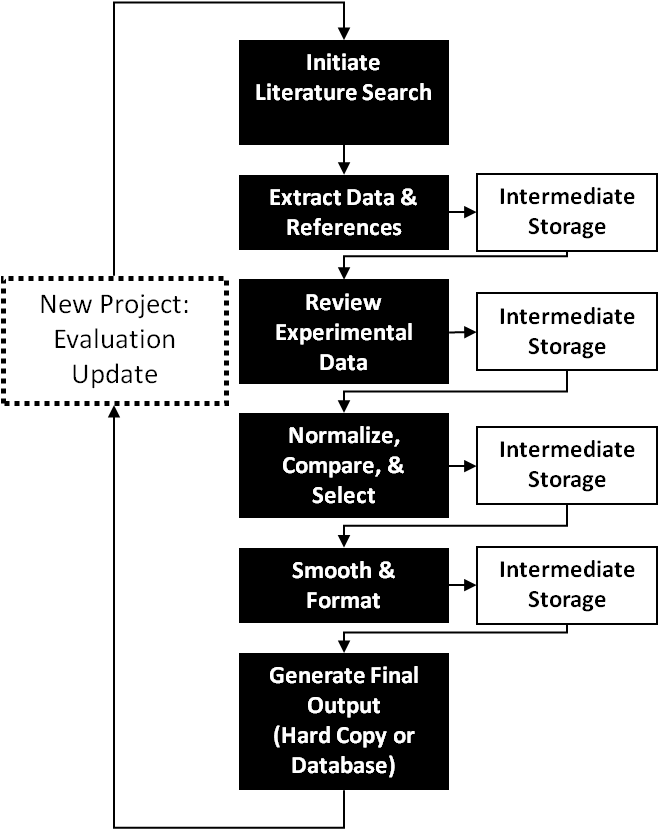 Initiate
Literature Search
Extract Data &
References
Intermediate
Storage
New Project:
Evaluation
Update
Review
Experimental
Data
Intermediate
Storage
Normalize,
Compare, &
Select
Intermediate
Storage
Smooth &
Format
Intermediate
Storage
Generate Final
Output
(Hard Copy or
Database)